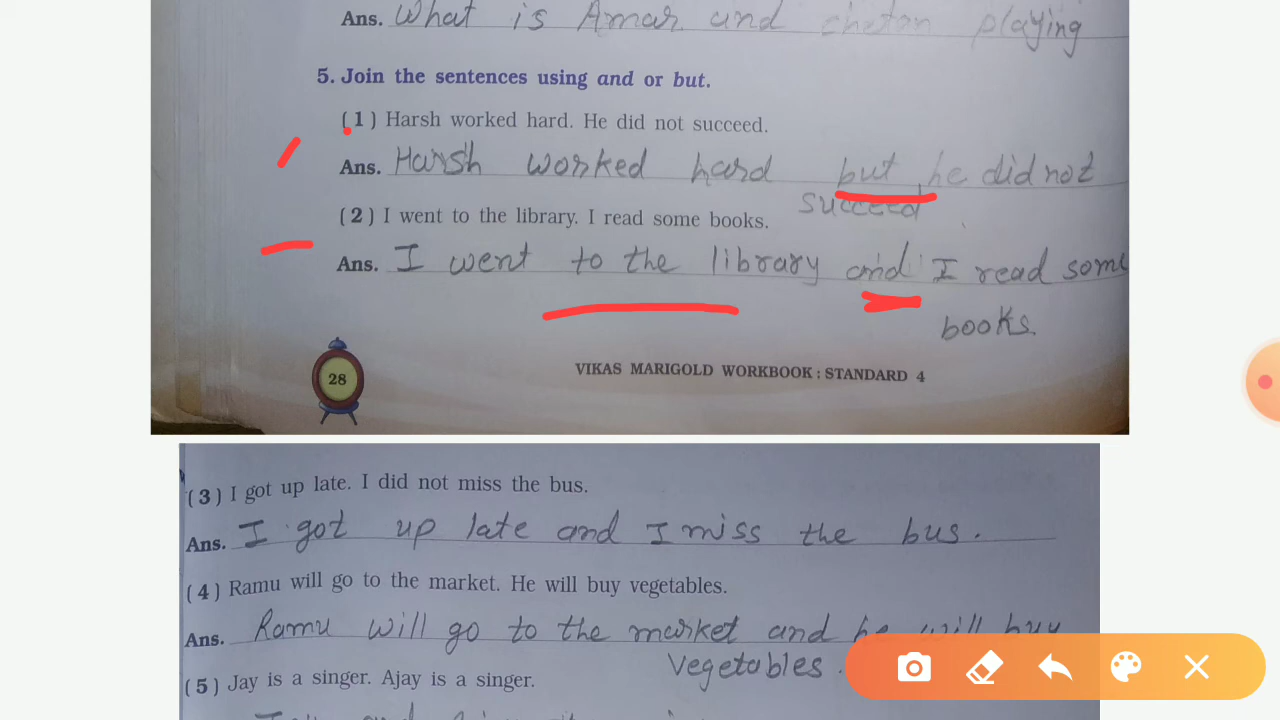 Ans. What is Amar and chetan playing
5. Join the sentences using and or but.
(1) Harsh worked hard. He did not succeed.
Ans. Harsh worked hard but he did not
succeed
(2) I went to the library. I read some books.
Ans. I went to the library and I read some
books.
28
VIKAS MARIGOLD WORKBOOK : STANDARD 4
(3) I got up late. I did not miss the bus.
Ans. I got up late and I miss the bus.
(4) Ramu will go to the market. He will buy vegetables.
Ans. Ramu will go to the market and he will buy
vegetables.
(5) Jay is a singer. Ajay is a singer.